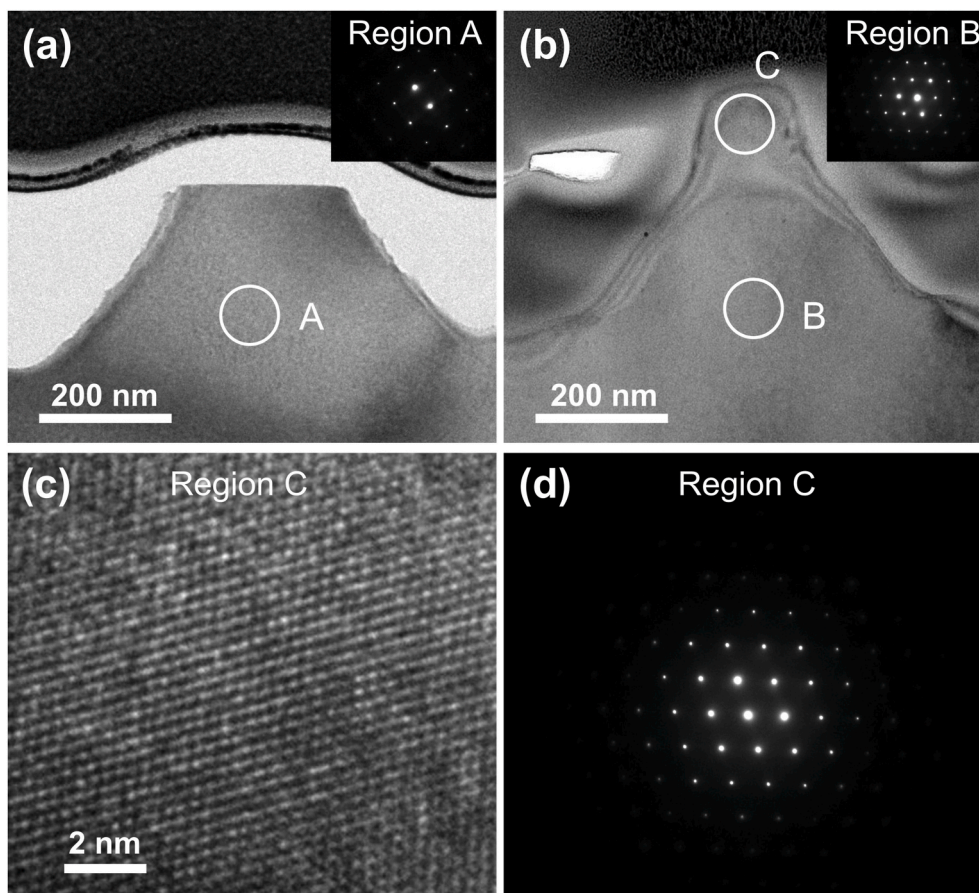 (a)
Region A
A
200 nm
(b)
Region B
C
B
200 nm
(c)
Region C
2 nm
(d)
Region C